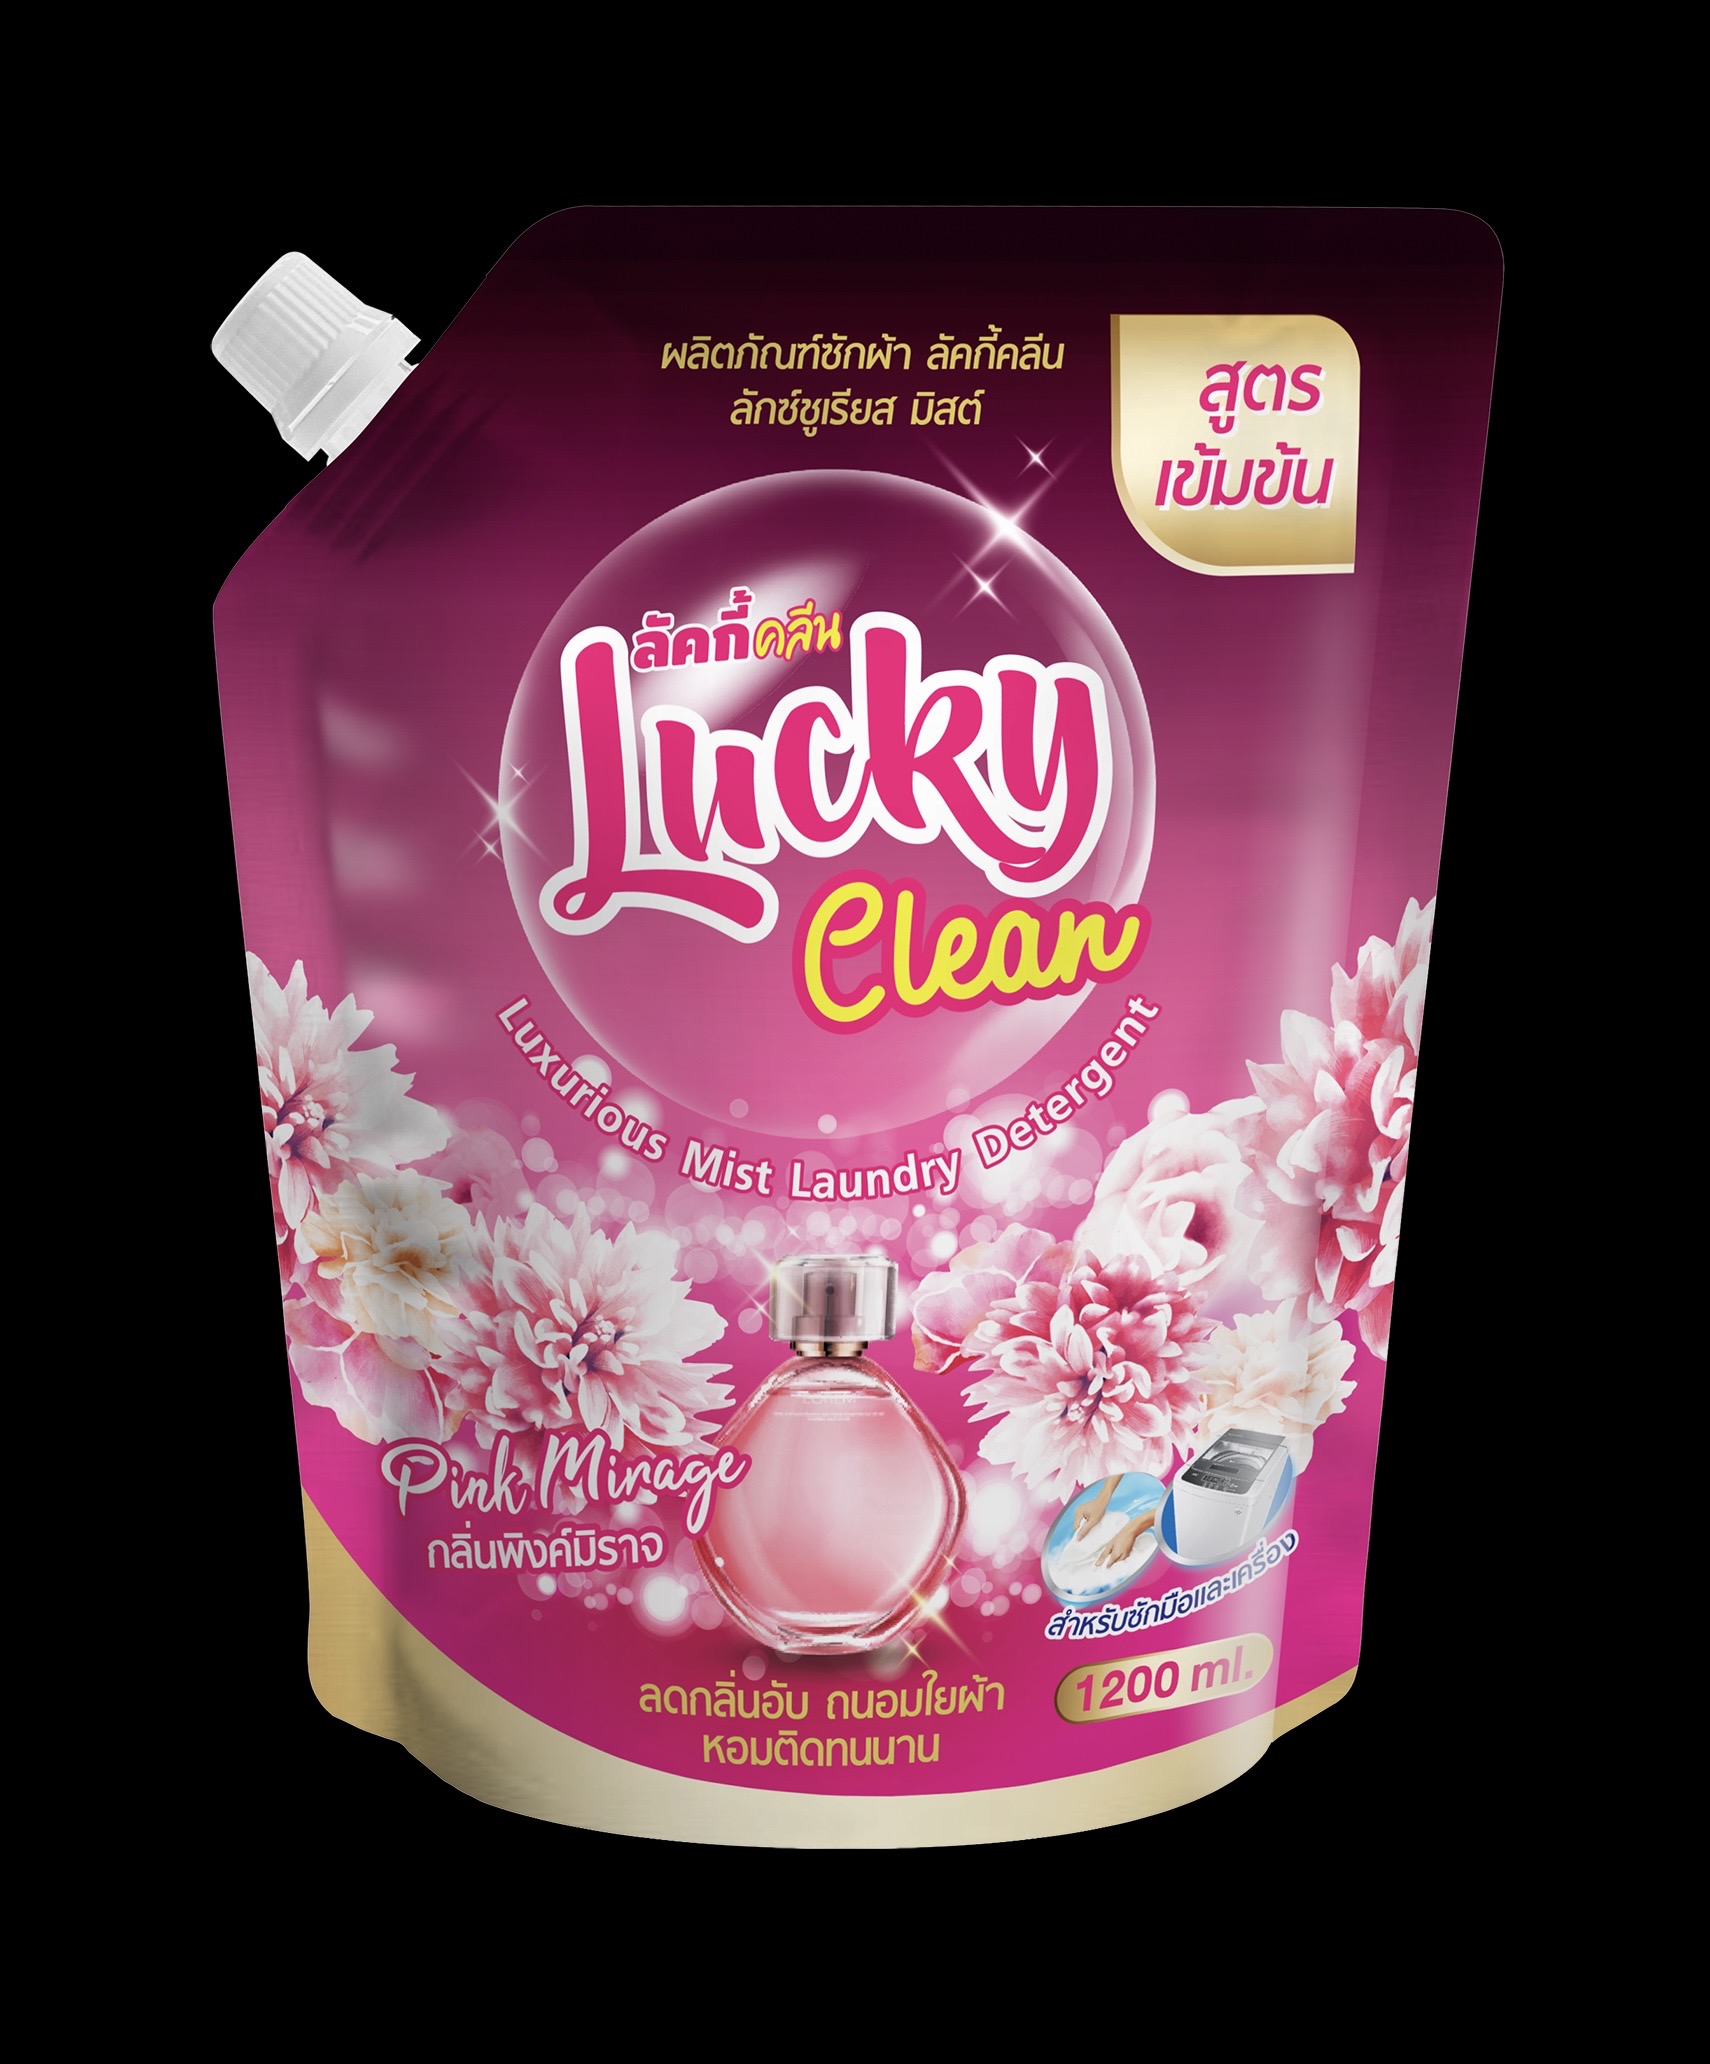 ผลิตภัณฑ์ซักผ้า ลัคกี้คลีน
ลักซ์ชูเรียส มิสต์
สูตร
เข้มข้น
ลัคกี้คลีน
Lucky
Clean
Luxurious Mist Laundry Detergent
Pink Mirage
กลิ่นพิงค์มิราจ
สำหรับซักมือและเครื่อง
1200 ml.
ลดกลิ่นอับ ถนอมใยผ้า
หอมติดทนนาน